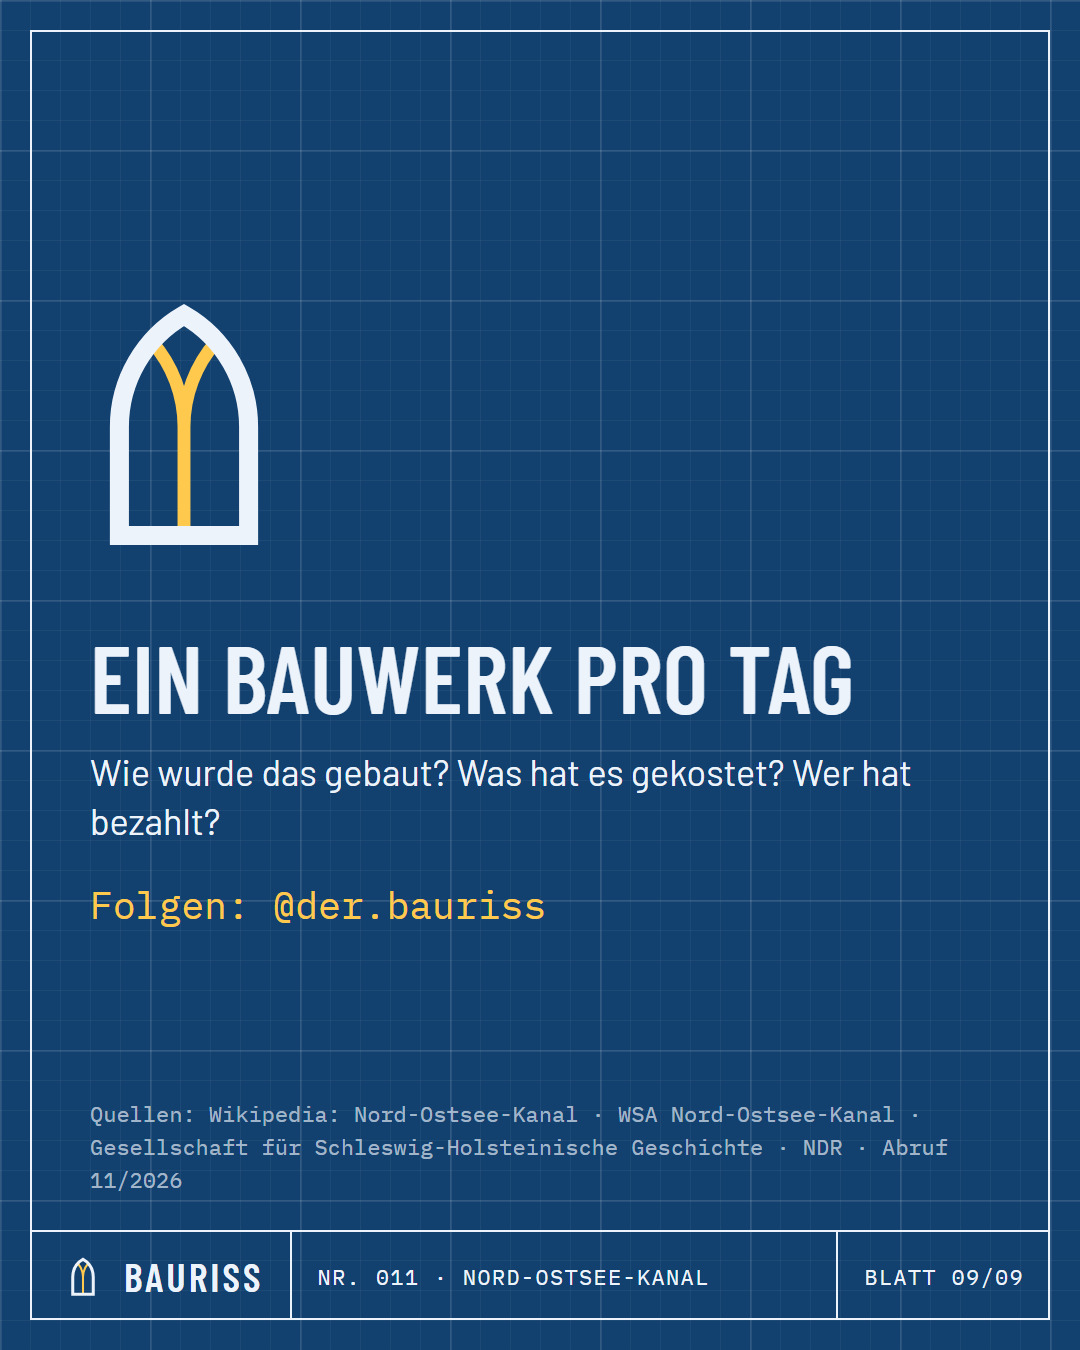 EIN BAUWERK PRO TAG
Wie wurde das gebaut? Was hat es gekostet? Wer hat
bezahlt?
Folgen: @der.bauriss
Quellen: Wikipedia: Nord-Ostsee-Kanal · WSA Nord-Ostsee-Kanal ·
Gesellschaft für Schleswig-Holsteinische Geschichte · NDR · Abruf
11/2026
BAURISS
NR. 011 · NORD-OSTSEE-KANAL
BLATT 09/09